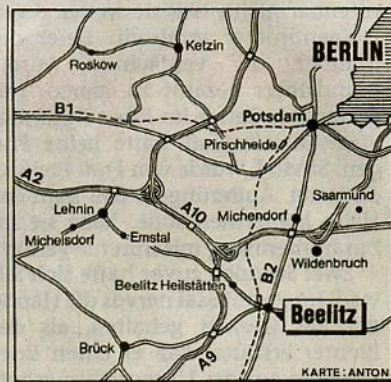 Ketzin
Roskow
BERLIN
B1
Potsdam
Pirschheide
A2
Lehnin
A10
Saarmund
Michendorf
Michelsdorf
Emstal
B2
Wildenbruch
Beelitz Heilstätten
Beelitz
Brück
A9
KARTE: ANTON